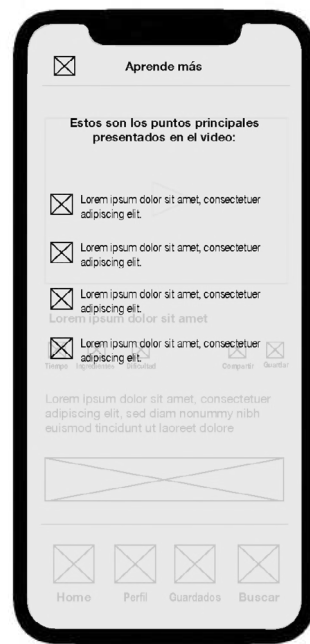 Aprende más
Estos son los puntos principales
presentados en el video:
Lorem ipsum dolor sit amet, consectetuer
adipiscing elit.
Lorem ipsum dolor sit amet, consectetuer
adipiscing elit.
Lorem ipsum dolor sit amet, consectetuer
adipiscing elit.
Lorem ipsum dolor sit amet
Lorem ipsum dolor sit amet, consectetuer
adipiscing elit.
Tiempo Ingredientes Dificultad Compartir Guardar
Lorem ipsum dolor sit amet, consectetuer
adipiscing elit, sed diam nonummy nibh
euismod tincidunt ut laoreet dolore
Home Perfil Guardados Buscar